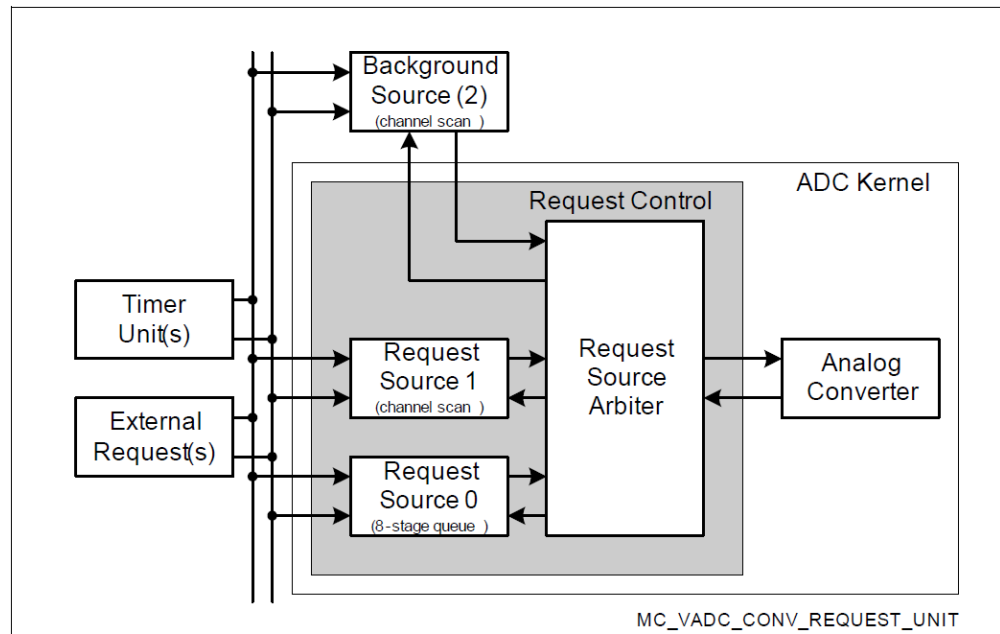 Background
Source (2)
(channel scan )
ADC Kernel
Request Control
Timer
Unit(s)
Request
Source 1
(channel scan )
Request
Source
Arbiter
Analog
Converter
External
Request(s)
Request
Source 0
(8-stage queue )
MC_VADC_CONV_REQUEST_UNIT